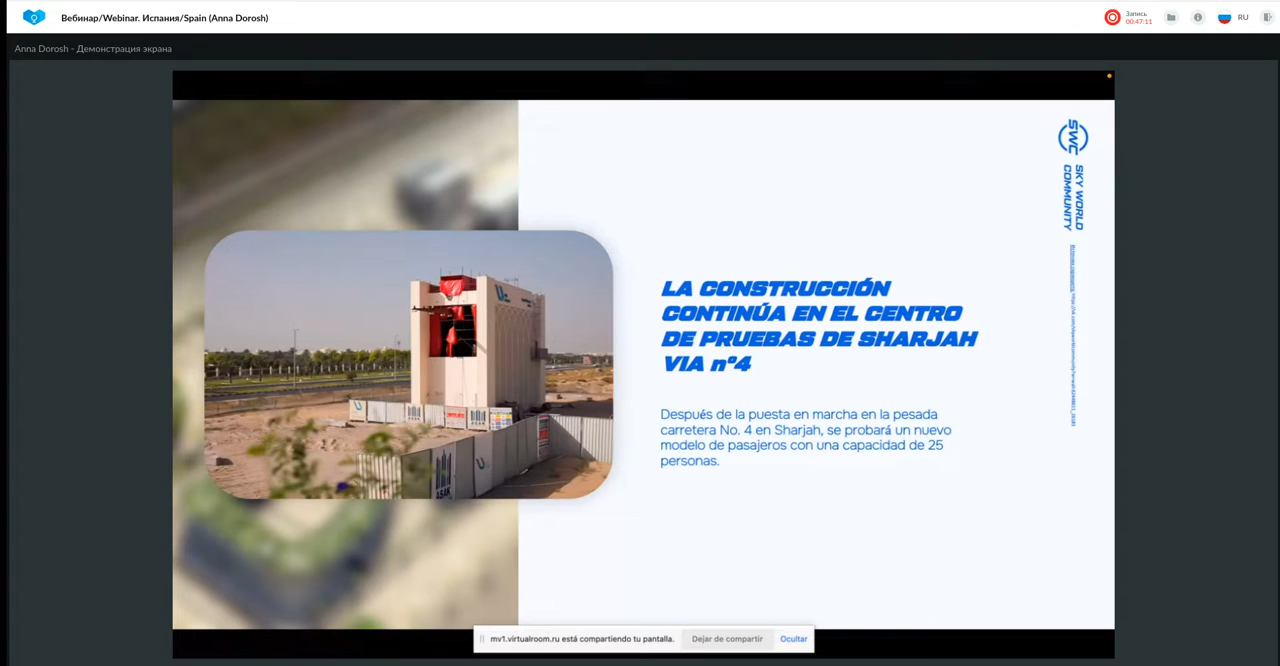 Вебинар/Webinar. Испания/Spain (Anna Dorosh)
Запись
00:47:11
RU
Anna Dorosh - Демонстрация экрана
SWC
SKY WORLD
COMMUNITY
LA CONSTRUCCIÓN
CONTINÚA EN EL CENTRO
DE PRUEBAS DE SHARJAH
VIA nº4
Después de la puesta en marcha en la pesada
carretera No. 4 en Sharjah, se probará un nuevo
modelo de pasajeros con una capacidad de 25
personas.
mv1.virtualroom.ru está compartiendo tu pantalla.
Dejar de compartir
Ocultar